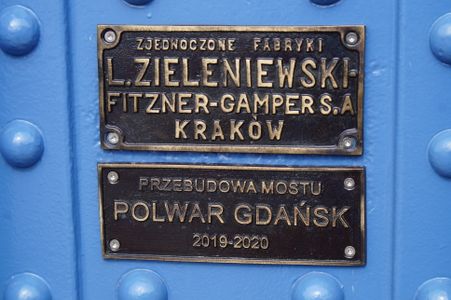 ZJEDNOCZONE FABRYKI
L. ZIELENIEWSKI-
FITZNER-GAMPER S.A
KRAKÓW
PRZEBUDOWA MOSTU
POLWAR GDAŃSK
2019-2020